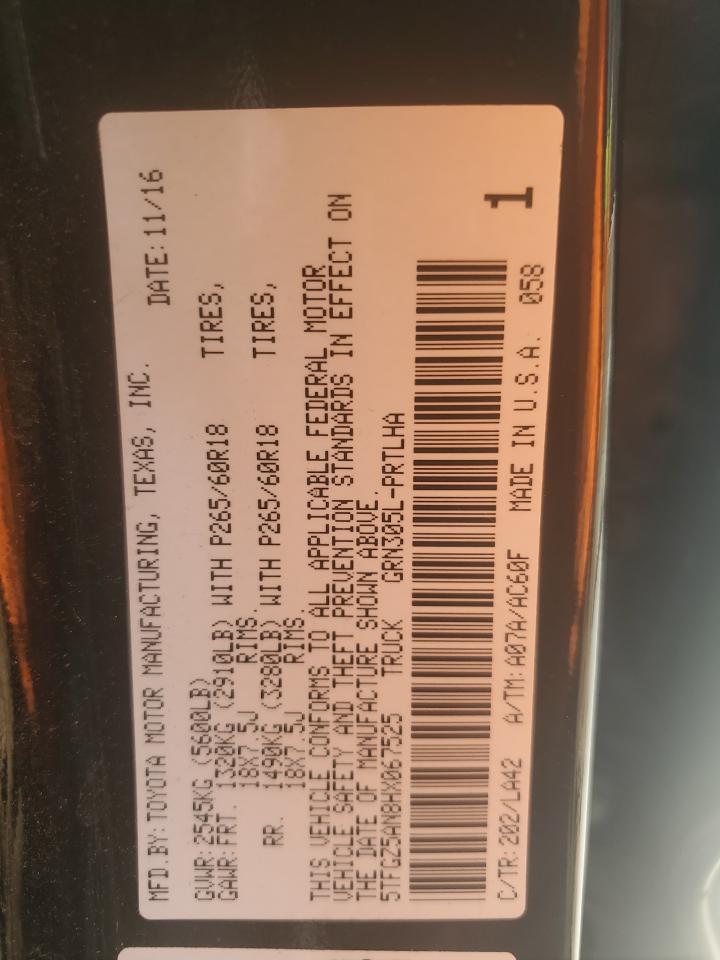 MFD. BY: TOYOTA MOTOR MANUFACTURING, TEXAS, INC. DATE: 11/16
GVWR: 2545KG (5600LB)
GAWR: FRT. 1320KG (2910LB) WITH P265/60R18 TIRES,
18X7.5J RIMS.
RR. 1490KG (3280LB) WITH P265/60R18 TIRES,
18X7.5J RIMS.
THIS VEHICLE CONFORMS TO ALL APPLICABLE FEDERAL MOTOR
VEHICLE SAFETY AND THEFT PREVENTION STANDARDS IN EFFECT ON
THE DATE OF MANUFACTURE SHOWN ABOVE.
5TFGZ5AN8HX067525 TRUCK GRN305L-PRTLHA
1
C/TR: 202/LA42 A/TM: A07A/AC60F MADE IN U.S.A. 058